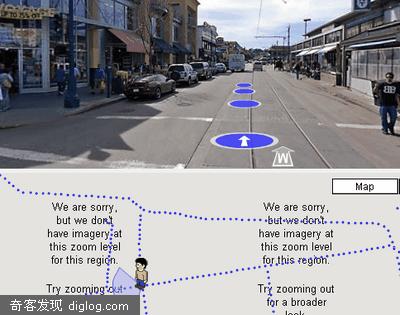 Map
We are sorry,
but we don't
have imagery at
this zoom level
for this region.
Try zooming out
We are sorry,
but we don't
have imagery at
this zoom level
for this region.
Try zooming out
for a broader
look.
奇客发现 diglog.com